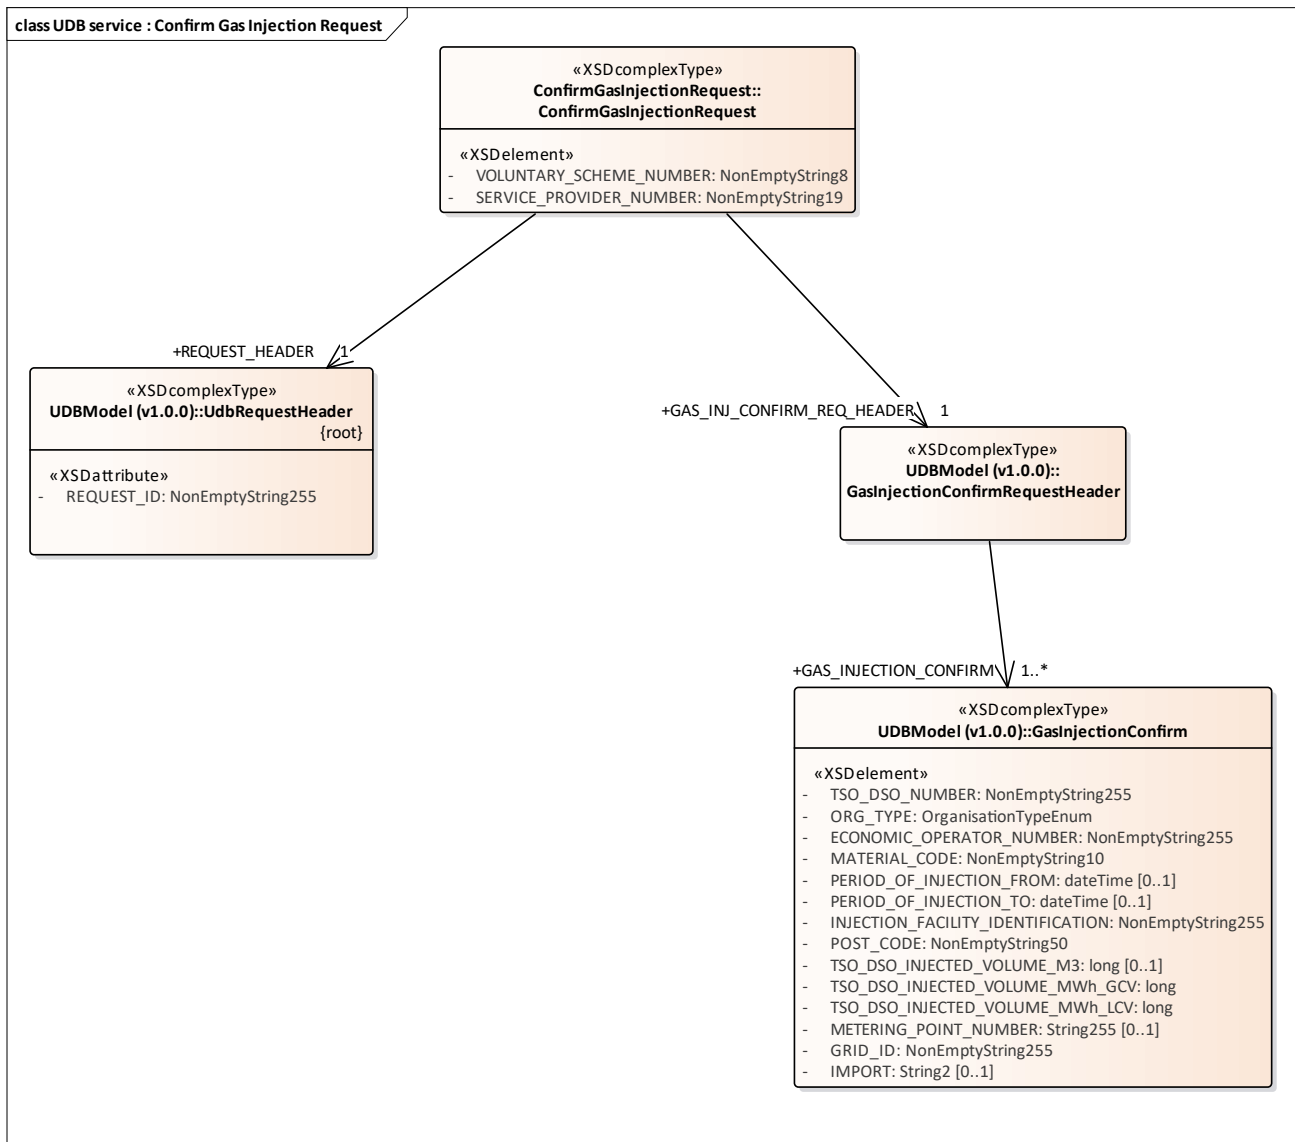 class UDB service : Confirm Gas Injection Request
«XSDcomplexType»
ConfirmGasInjectionRequest::
ConfirmGasInjectionRequest
«XSDelement»
- VOLUNTARY_SCHEME_NUMBER: NonEmptyString8
- SERVICE_PROVIDER_NUMBER: NonEmptyString19
+REQUEST_HEADER 1
«XSDcomplexType»
UDBModel (v1.0.0)::UdbRequestHeader
{root}
«XSDattribute»
- REQUEST_ID: NonEmptyString255
+GAS_INJ_CONFIRM_REQ_HEADER 1
«XSDcomplexType»
UDBModel (v1.0.0)::
GasInjectionConfirmRequestHeader
+GAS_INJECTION_CONFIRM 1..*
«XSDcomplexType»
UDBModel (v1.0.0)::GasInjectionConfirm
«XSDelement»
- TSO_DSO_NUMBER: NonEmptyString255
- ORG_TYPE: OrganisationTypeEnum
- ECONOMIC_OPERATOR_NUMBER: NonEmptyString255
- MATERIAL_CODE: NonEmptyString10
- PERIOD_OF_INJECTION_FROM: dateTime [0..1]
- PERIOD_OF_INJECTION_TO: dateTime [0..1]
- INJECTION_FACILITY_IDENTIFICATION: NonEmptyString255
- POST_CODE: NonEmptyString50
- TSO_DSO_INJECTED_VOLUME_M3: long [0..1]
- TSO_DSO_INJECTED_VOLUME_MWh_GCV: long
- TSO_DSO_INJECTED_VOLUME_MWh_LCV: long
- METERING_POINT_NUMBER: String255 [0..1]
- GRID_ID: NonEmptyString255
- IMPORT: String2 [0..1]